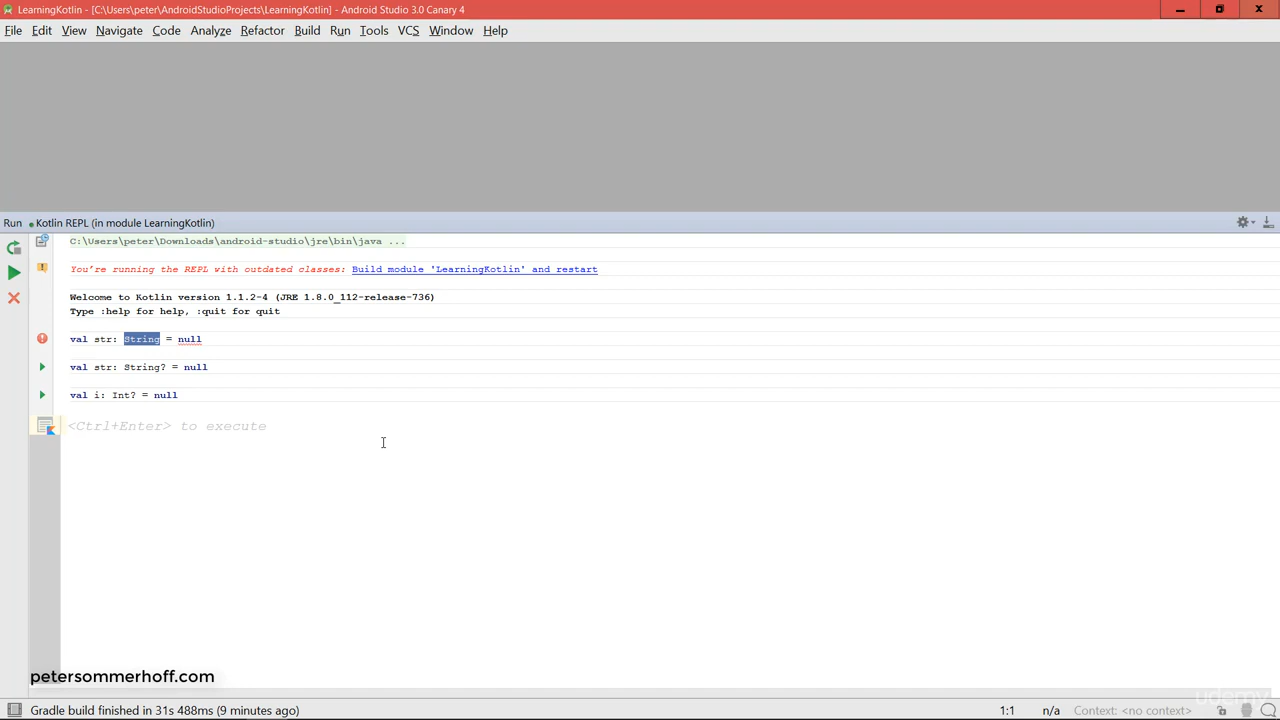 LearningKotlin - [C:\Users\peter\AndroidStudioProjects\LearningKotlin] - Android Studio 3.0 Canary 4
File Edit View Navigate Code Analyze Refactor Build Run Tools VCS Window Help
Run Kotlin REPL (in module LearningKotlin)
C:\Users\peter\Downloads\android-studio\jre\bin\java ...
You're running the REPL with outdated classes: Build module 'LearningKotlin' and restart
Welcome to Kotlin version 1.1.2-4 (JRE 1.8.0_112-release-736)
Type :help for help, :quit for quit
val str: String = null
val str: String? = null
val i: Int? = null
<Ctrl+Enter> to execute
petersommerhoff.com
udemy
Gradle build finished in 31s 488ms (9 minutes ago) 1:1 n/a Context: <no context>